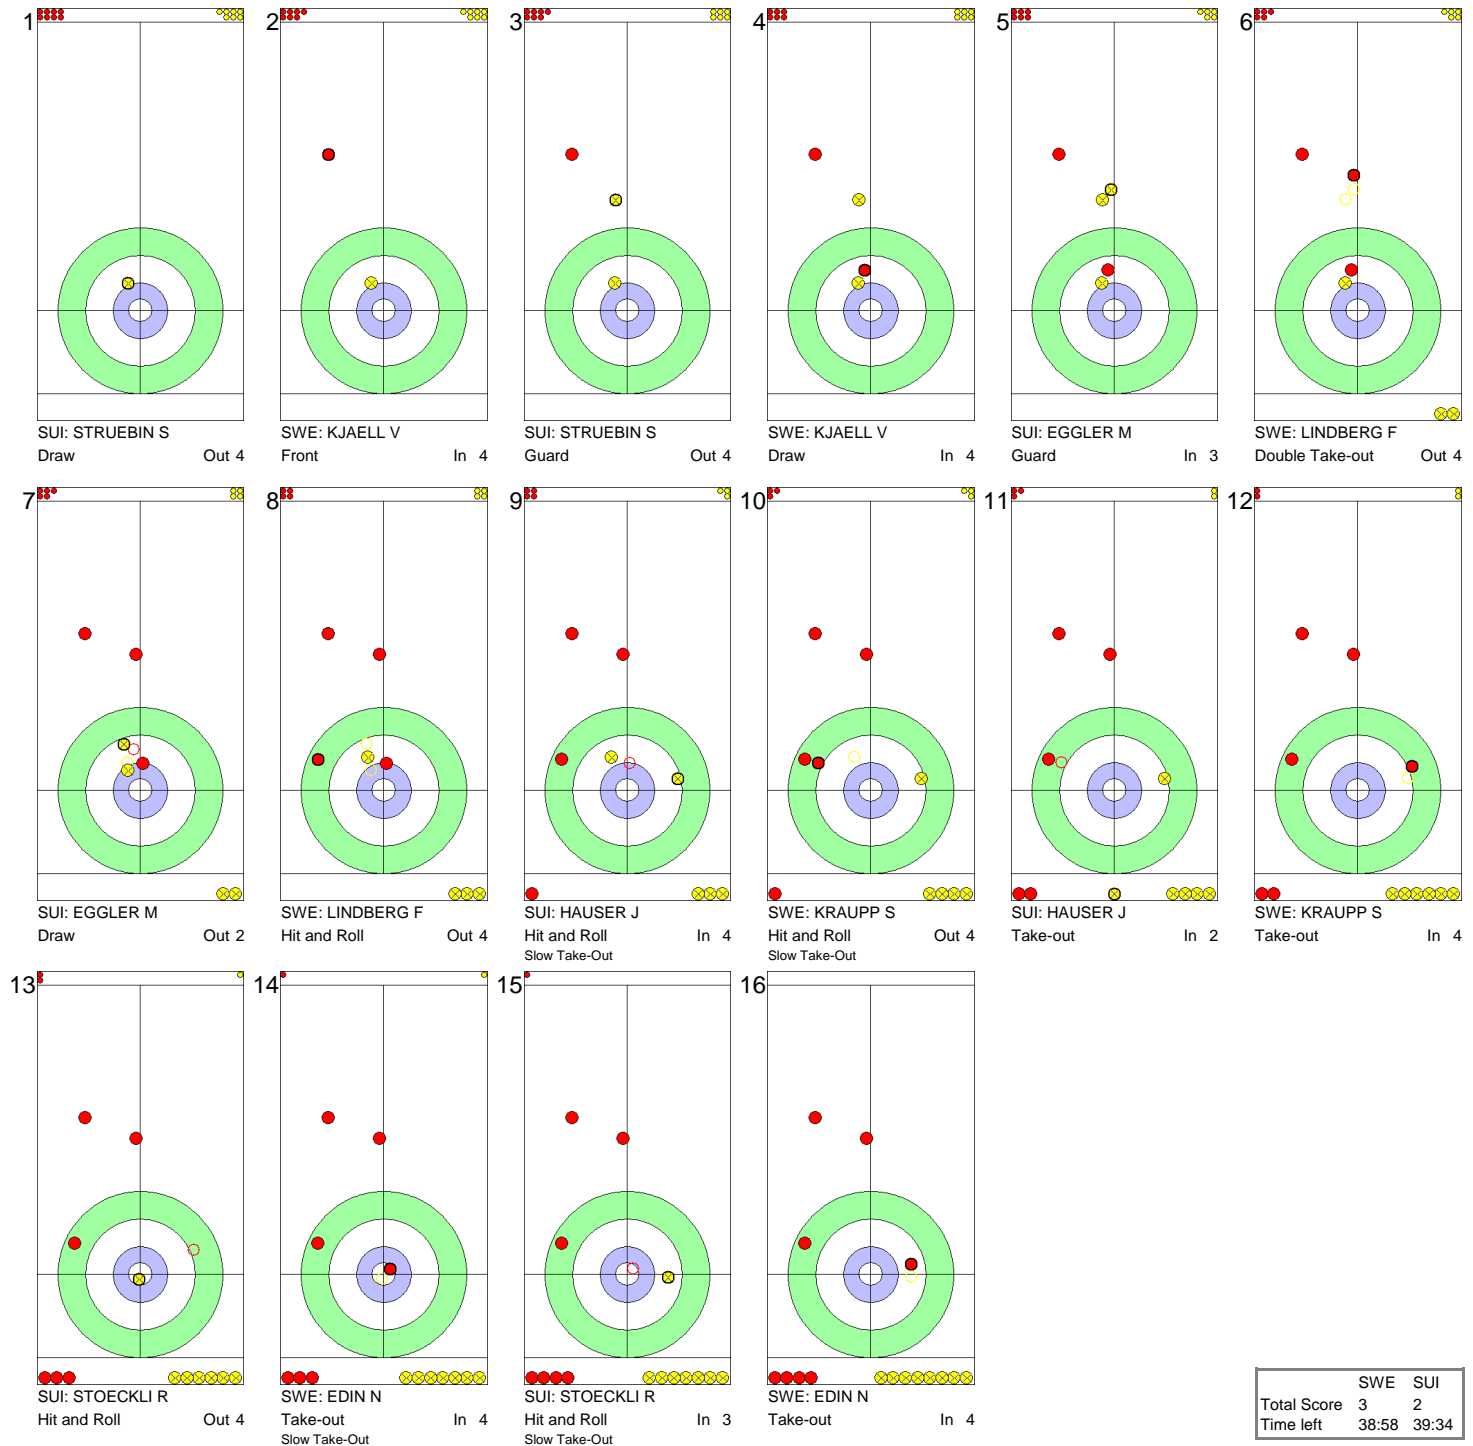 1
SUI: STRUEBIN S
Draw Out 4
2
SWE: KJAELL V
Front In 4
3
SUI: STRUEBIN S
Guard Out 4
4
SWE: KJAELL V
Draw In 4
5
SUI: EGGLER M
Guard In 3
6
SWE: LINDBERG F
Double Take-out Out 4
7
SUI: EGGLER M
Draw Out 2
8
SWE: LINDBERG F
Hit and Roll Out 4
9
SUI: HAUSER J
Hit and Roll In 4
Slow Take-Out
10
SWE: KRAUPP S
Hit and Roll Out 4
Slow Take-Out
11
SUI: HAUSER J
Take-out In 2
12
SWE: KRAUPP S
Take-out In 4
13
SUI: STOECKLI R
Hit and Roll Out 4
14
SWE: EDIN N
Take-out In 4
Slow Take-Out
15
SUI: STOECKLI R
Hit and Roll In 3
Slow Take-Out
16
SWE: EDIN N
Take-out In 4
SWE SUI
Total Score 3 2
Time left 38:58 39:34